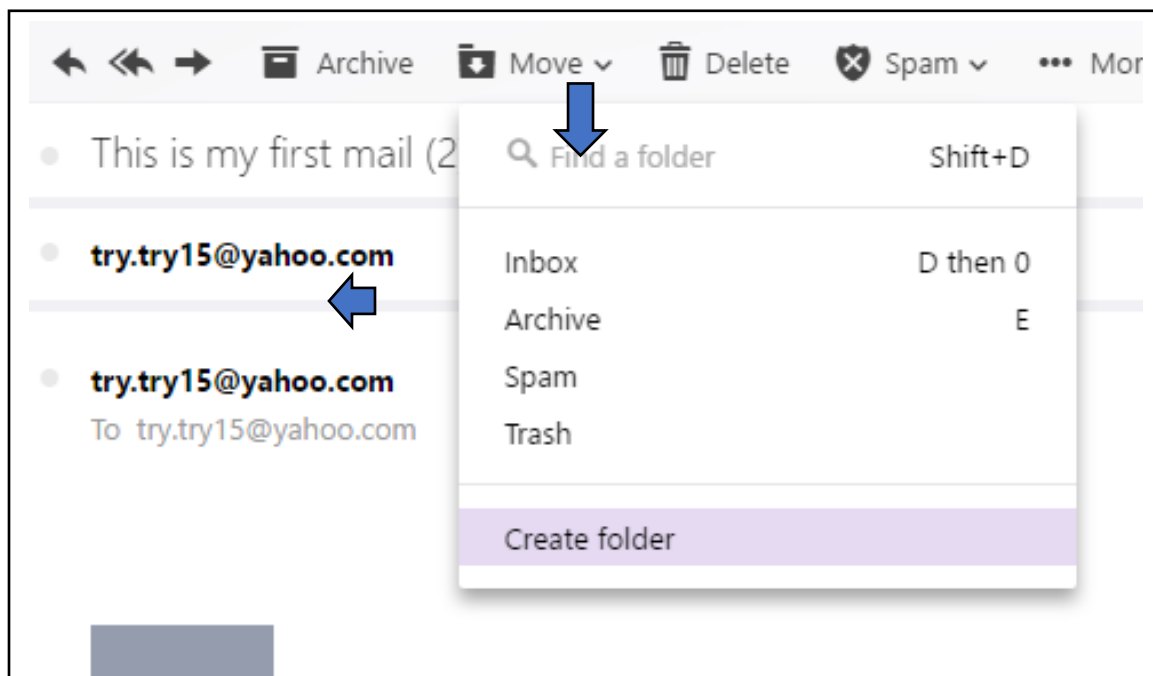 Archive Move Delete Spam ••• Mor
This is my first mail (2
Find a folder Shift+D
try.try15@yahoo.com
Inbox D then 0
Archive E
try.try15@yahoo.com
Spam
To try.try15@yahoo.com
Trash
Create folder